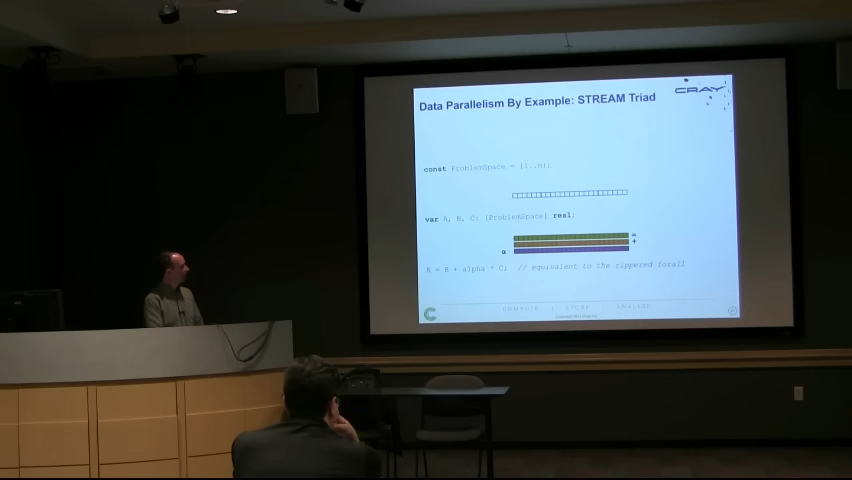 Data Parallelism By Example: STREAM Triad
CRAY
const ProblemSpace = {1..m};
var A, B, C: [ProblemSpace] real;
=
+
α
A = B + alpha * C;  // equivalent to the zippered forall
COMPUTE | STORE | ANALYZE
C